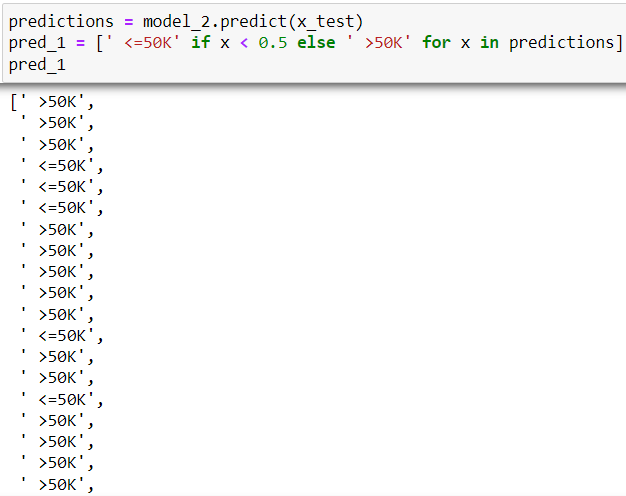 predictions = model_2.predict(x_test)
pred_1 = [' <=50K' if x < 0.5 else ' >50K' for x in predictions]
pred_1
[' >50K',
' >50K',
' >50K',
' <=50K',
' <=50K',
' <=50K',
' >50K',
' >50K',
' >50K',
' >50K',
' >50K',
' <=50K',
' >50K',
' >50K',
' <=50K',
' >50K',
' >50K',
' >50K',
' >50K',